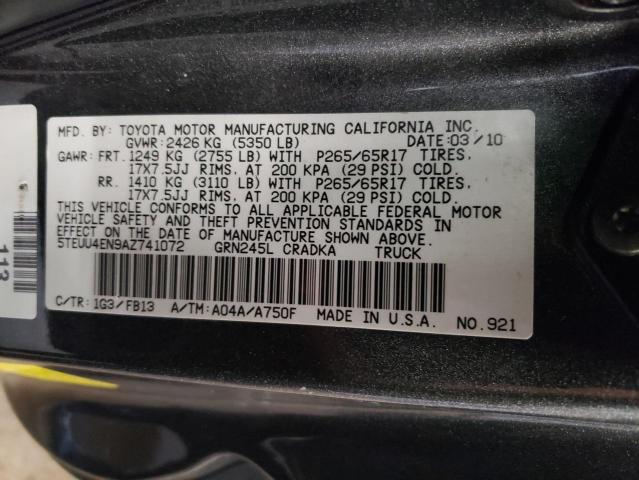 MFD. BY: TOYOTA MOTOR MANUFACTURING CALIFORNIA INC.
GVWR: 2426 KG (5350 LB) DATE: 03/10
GAWR: FRT. 1249 KG (2755 LB) WITH P265/65R17 TIRES.
17X7.5JJ RIMS, AT 200 KPA (29 PSI) COLD.
RR. 1410 KG (3110 LB) WITH P265/65R17 TIRES,
17X7.5JJ RIMS, AT 200 KPA (29 PSI) COLD.
THIS VEHICLE CONFORMS TO ALL APPLICABLE FEDERAL MOTOR
VEHICLE SAFETY AND THEFT PREVENTION STANDARDS IN
EFFECT ON THE DATE OF MANUFACTURE SHOWN ABOVE.
5TEUU4EN9AZ741072 GRN245L CRADKA TRUCK
C/TR: 1G3/FB13 A/TM: A04A/A750F MADE IN U.S.A. NO. 921
113